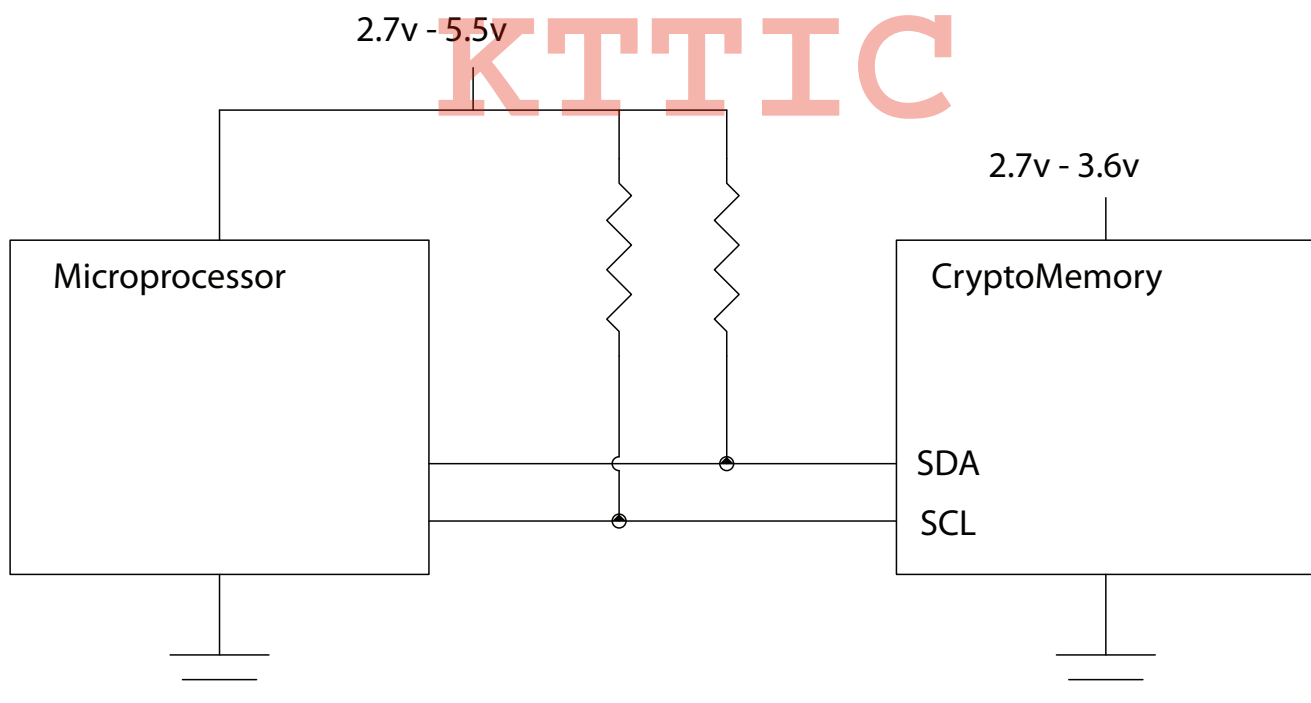 KTTIC
2.7v - 5.5v
2.7v - 3.6v
Microprocessor
CryptoMemory
SDA
SCL